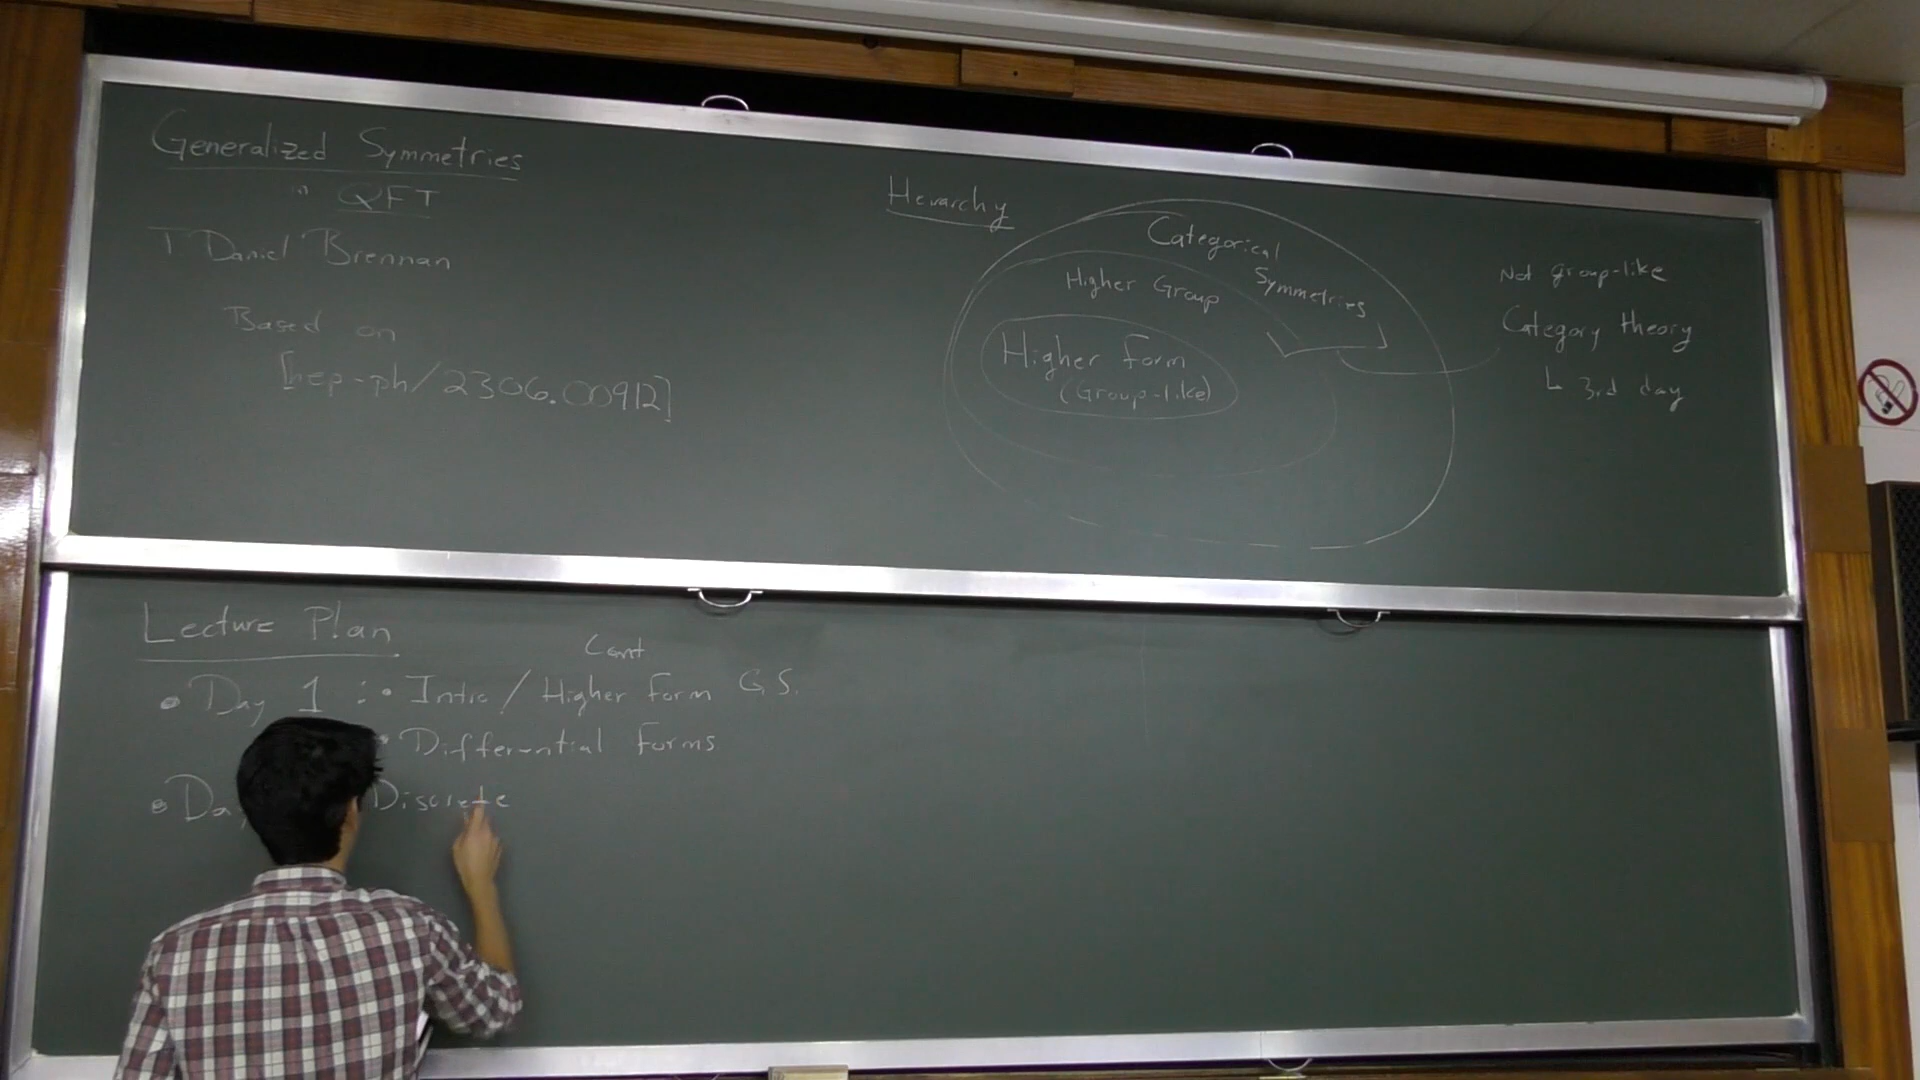 Generalized Symmetries
in QFT
T Daniel Brennan
Based on
[hep-ph/2306.00912]
Hierarchy
Categorical
Symmetries
Higher Group
Higher Form
(Group-like)
Not group-like
Category theory
↳ 3rd day
Lecture Plan
Cont
• Day 1 : • Intro / Higher Form G.S.
• Differential Forms
• Day Discrete